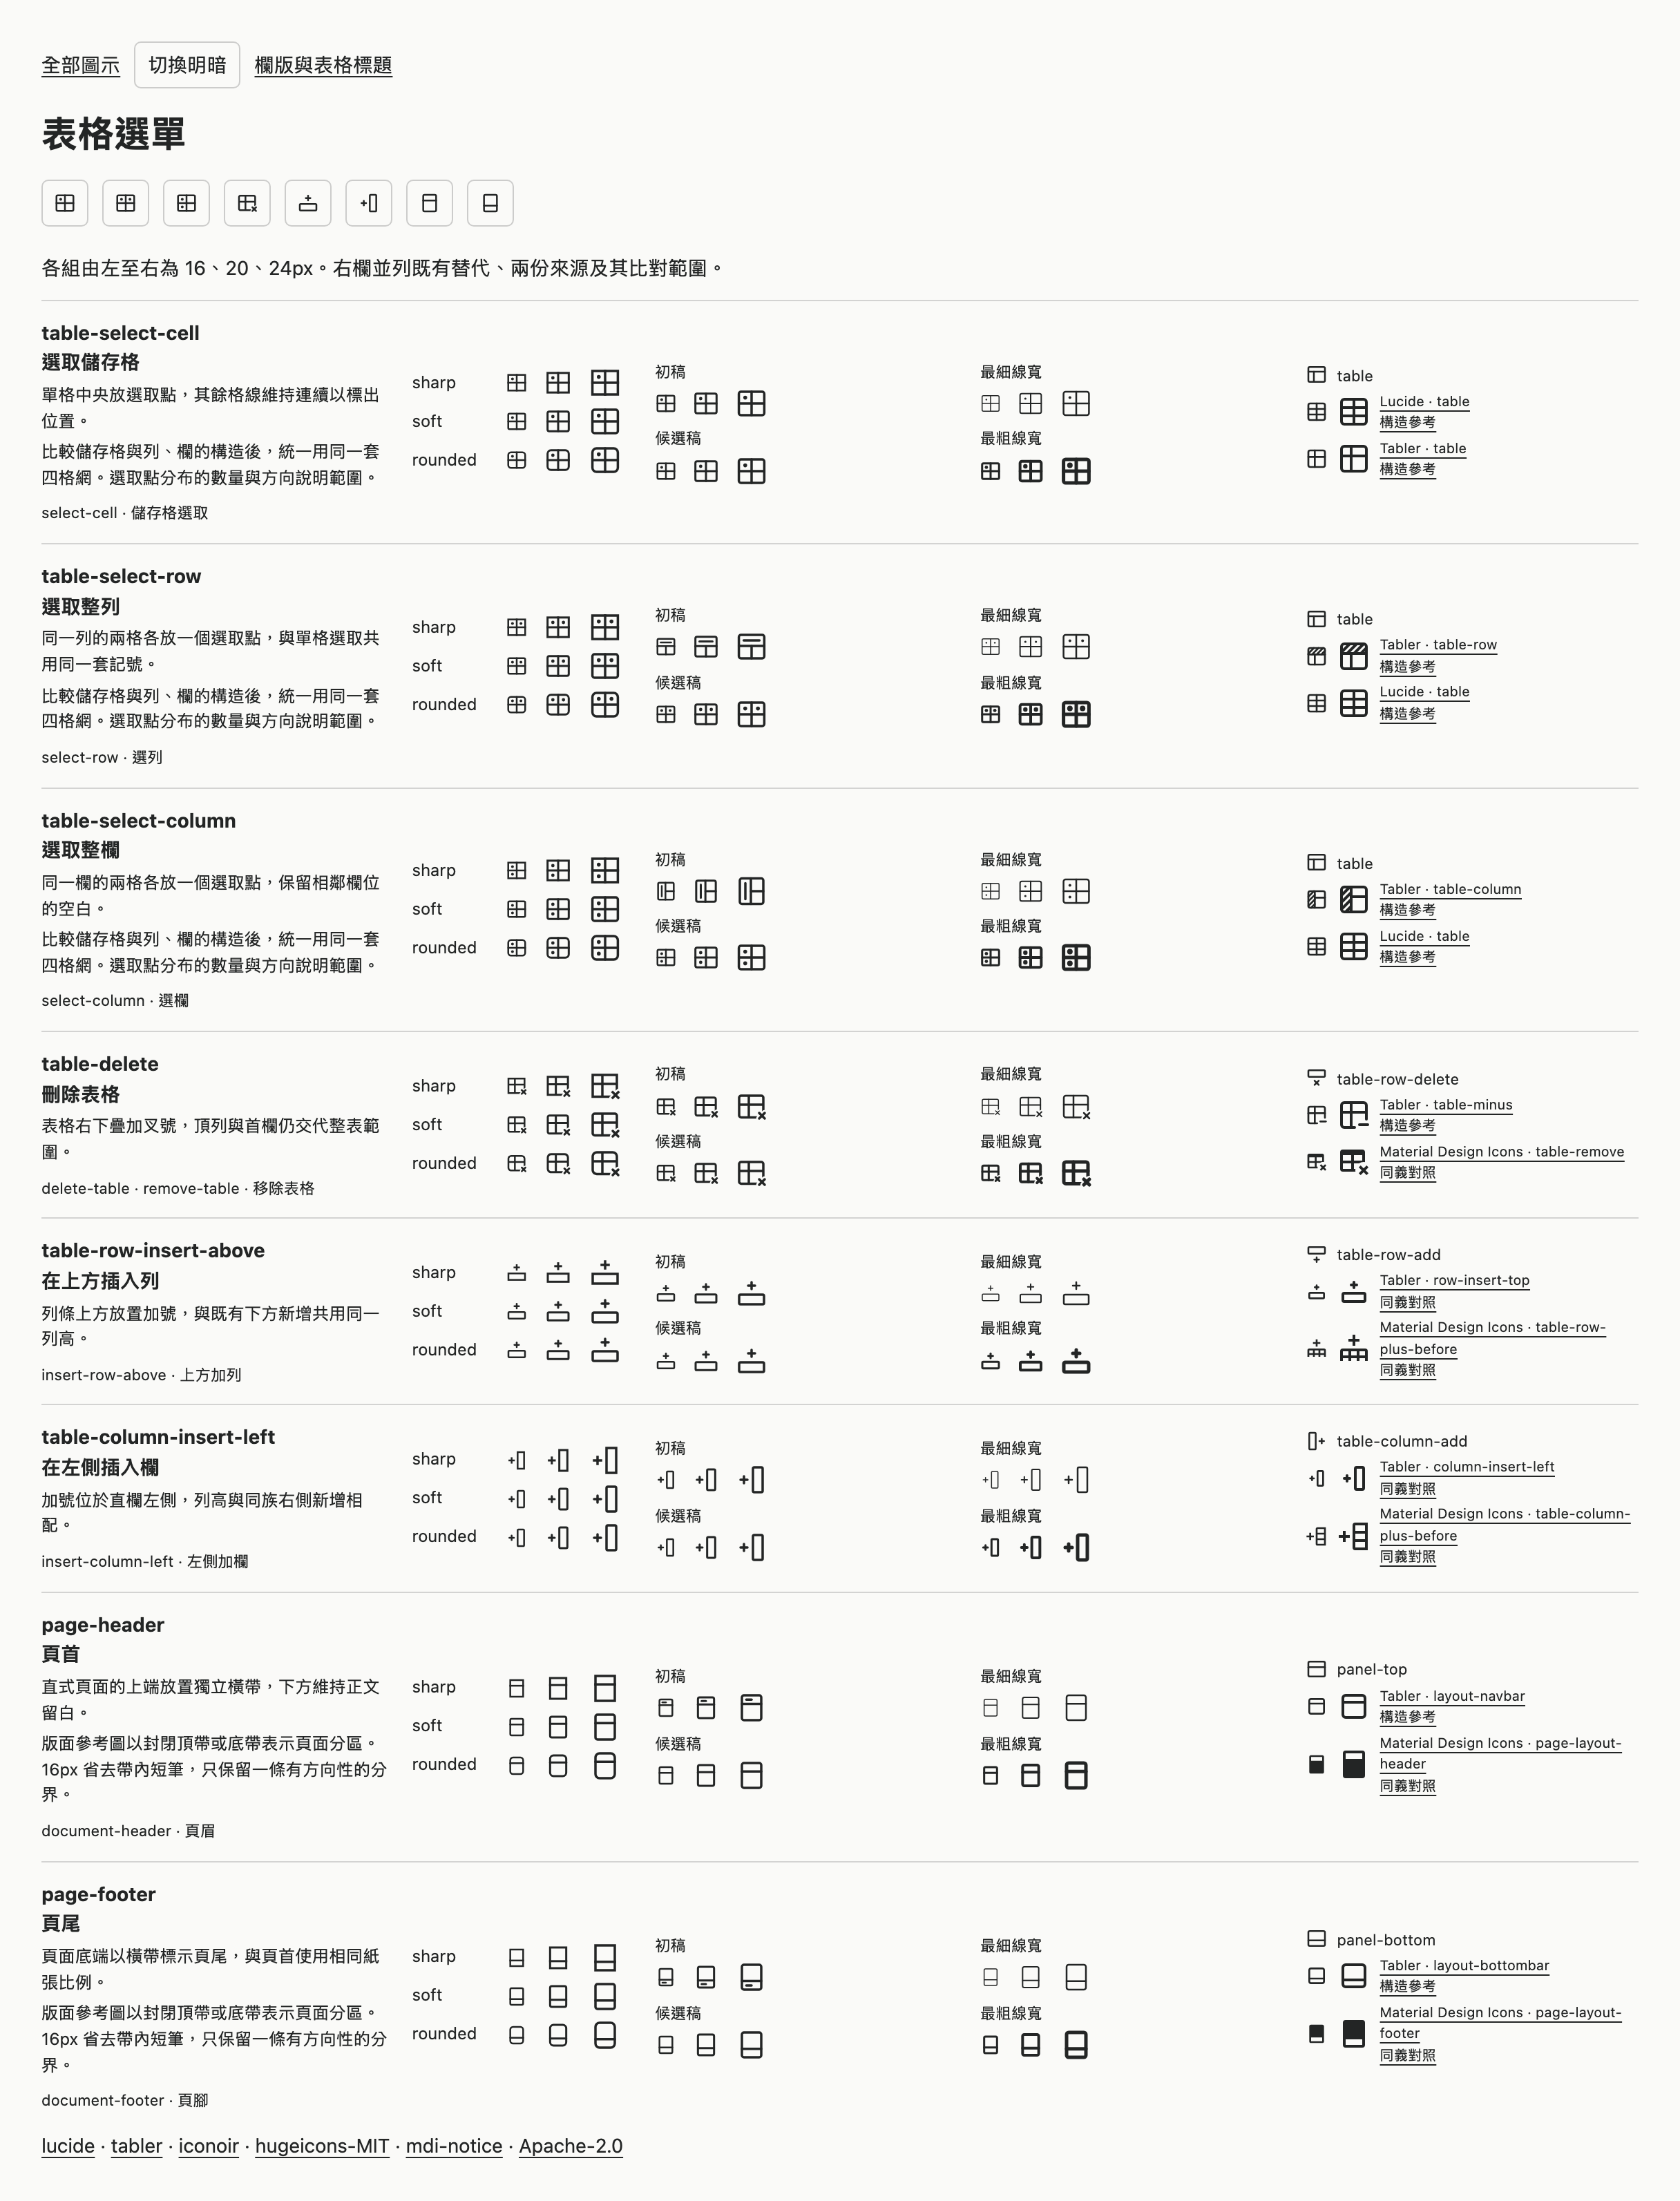 全部圖示 切換明暗 欄版與表格標題
表格選單
各組由左至右為 16、20、24px。右欄並列既有替代、兩份來源及其比對範圍。
table-select-cell
選取儲存格
單格中央放選取點，其餘格線維持連續以標出
位置。
比較儲存格與列、欄的構造後，統一用同一套
四格網。選取點分布的數量與方向說明範圍。
select-cell · 儲存格選取
sharp
soft
rounded
初稿
候選稿
最細線寬
最粗線寬
table
Lucide · table
構造參考
Tabler · table
構造參考
table-select-row
選取整列
同一列的兩格各放一個選取點，與單格選取共
用同一套記號。
比較儲存格與列、欄的構造後，統一用同一套
四格網。選取點分布的數量與方向說明範圍。
select-row · 選列
sharp
soft
rounded
初稿
候選稿
最細線寬
最粗線寬
table
Tabler · table-row
構造參考
Lucide · table
構造參考
table-select-column
選取整欄
同一欄的兩格各放一個選取點，保留相鄰欄位
的空白。
比較儲存格與列、欄的構造後，統一用同一套
四格網。選取點分布的數量與方向說明範圍。
select-column · 選欄
sharp
soft
rounded
初稿
候選稿
最細線寬
最粗線寬
table
Tabler · table-column
構造參考
Lucide · table
構造參考
table-delete
刪除表格
表格右下疊加叉號，頂列與首欄仍交代整表範
圍。
delete-table · remove-table · 移除表格
sharp
soft
rounded
初稿
候選稿
最細線寬
最粗線寬
table-row-delete
Tabler · table-minus
構造參考
Material Design Icons · table-remove
同義對照
table-row-insert-above
在上方插入列
列條上方放置加號，與既有下方新增共用同一
列高。
insert-row-above · 上方加列
sharp
soft
rounded
初稿
候選稿
最細線寬
最粗線寬
table-row-add
Tabler · row-insert-top
同義對照
Material Design Icons · table-row-
plus-before
同義對照
table-column-insert-left
在左側插入欄
加號位於直欄左側，列高與同族右側新增相
配。
insert-column-left · 左側加欄
sharp
soft
rounded
初稿
候選稿
最細線寬
最粗線寬
table-column-add
Tabler · column-insert-left
同義對照
Material Design Icons · table-column-
plus-before
同義對照
page-header
頁首
直式頁面的上端放置獨立橫帶，下方維持正文
留白。
版面參考圖以封閉頂帶或底帶表示頁面分區。
16px 省去帶內短筆，只保留一條有方向性的分
界。
document-header · 頁眉
sharp
soft
rounded
初稿
候選稿
最細線寬
最粗線寬
panel-top
Tabler · layout-navbar
構造參考
Material Design Icons · page-layout-
header
同義對照
page-footer
頁尾
頁面底端以橫帶標示頁尾，與頁首使用相同紙
張比例。
版面參考圖以封閉頂帶或底帶表示頁面分區。
16px 省去帶內短筆，只保留一條有方向性的分
界。
document-footer · 頁腳
sharp
soft
rounded
初稿
候選稿
最細線寬
最粗線寬
panel-bottom
Tabler · layout-bottombar
構造參考
Material Design Icons · page-layout-
footer
同義對照
lucide · tabler · iconoir · hugeicons-MIT · mdi-notice · Apache-2.0